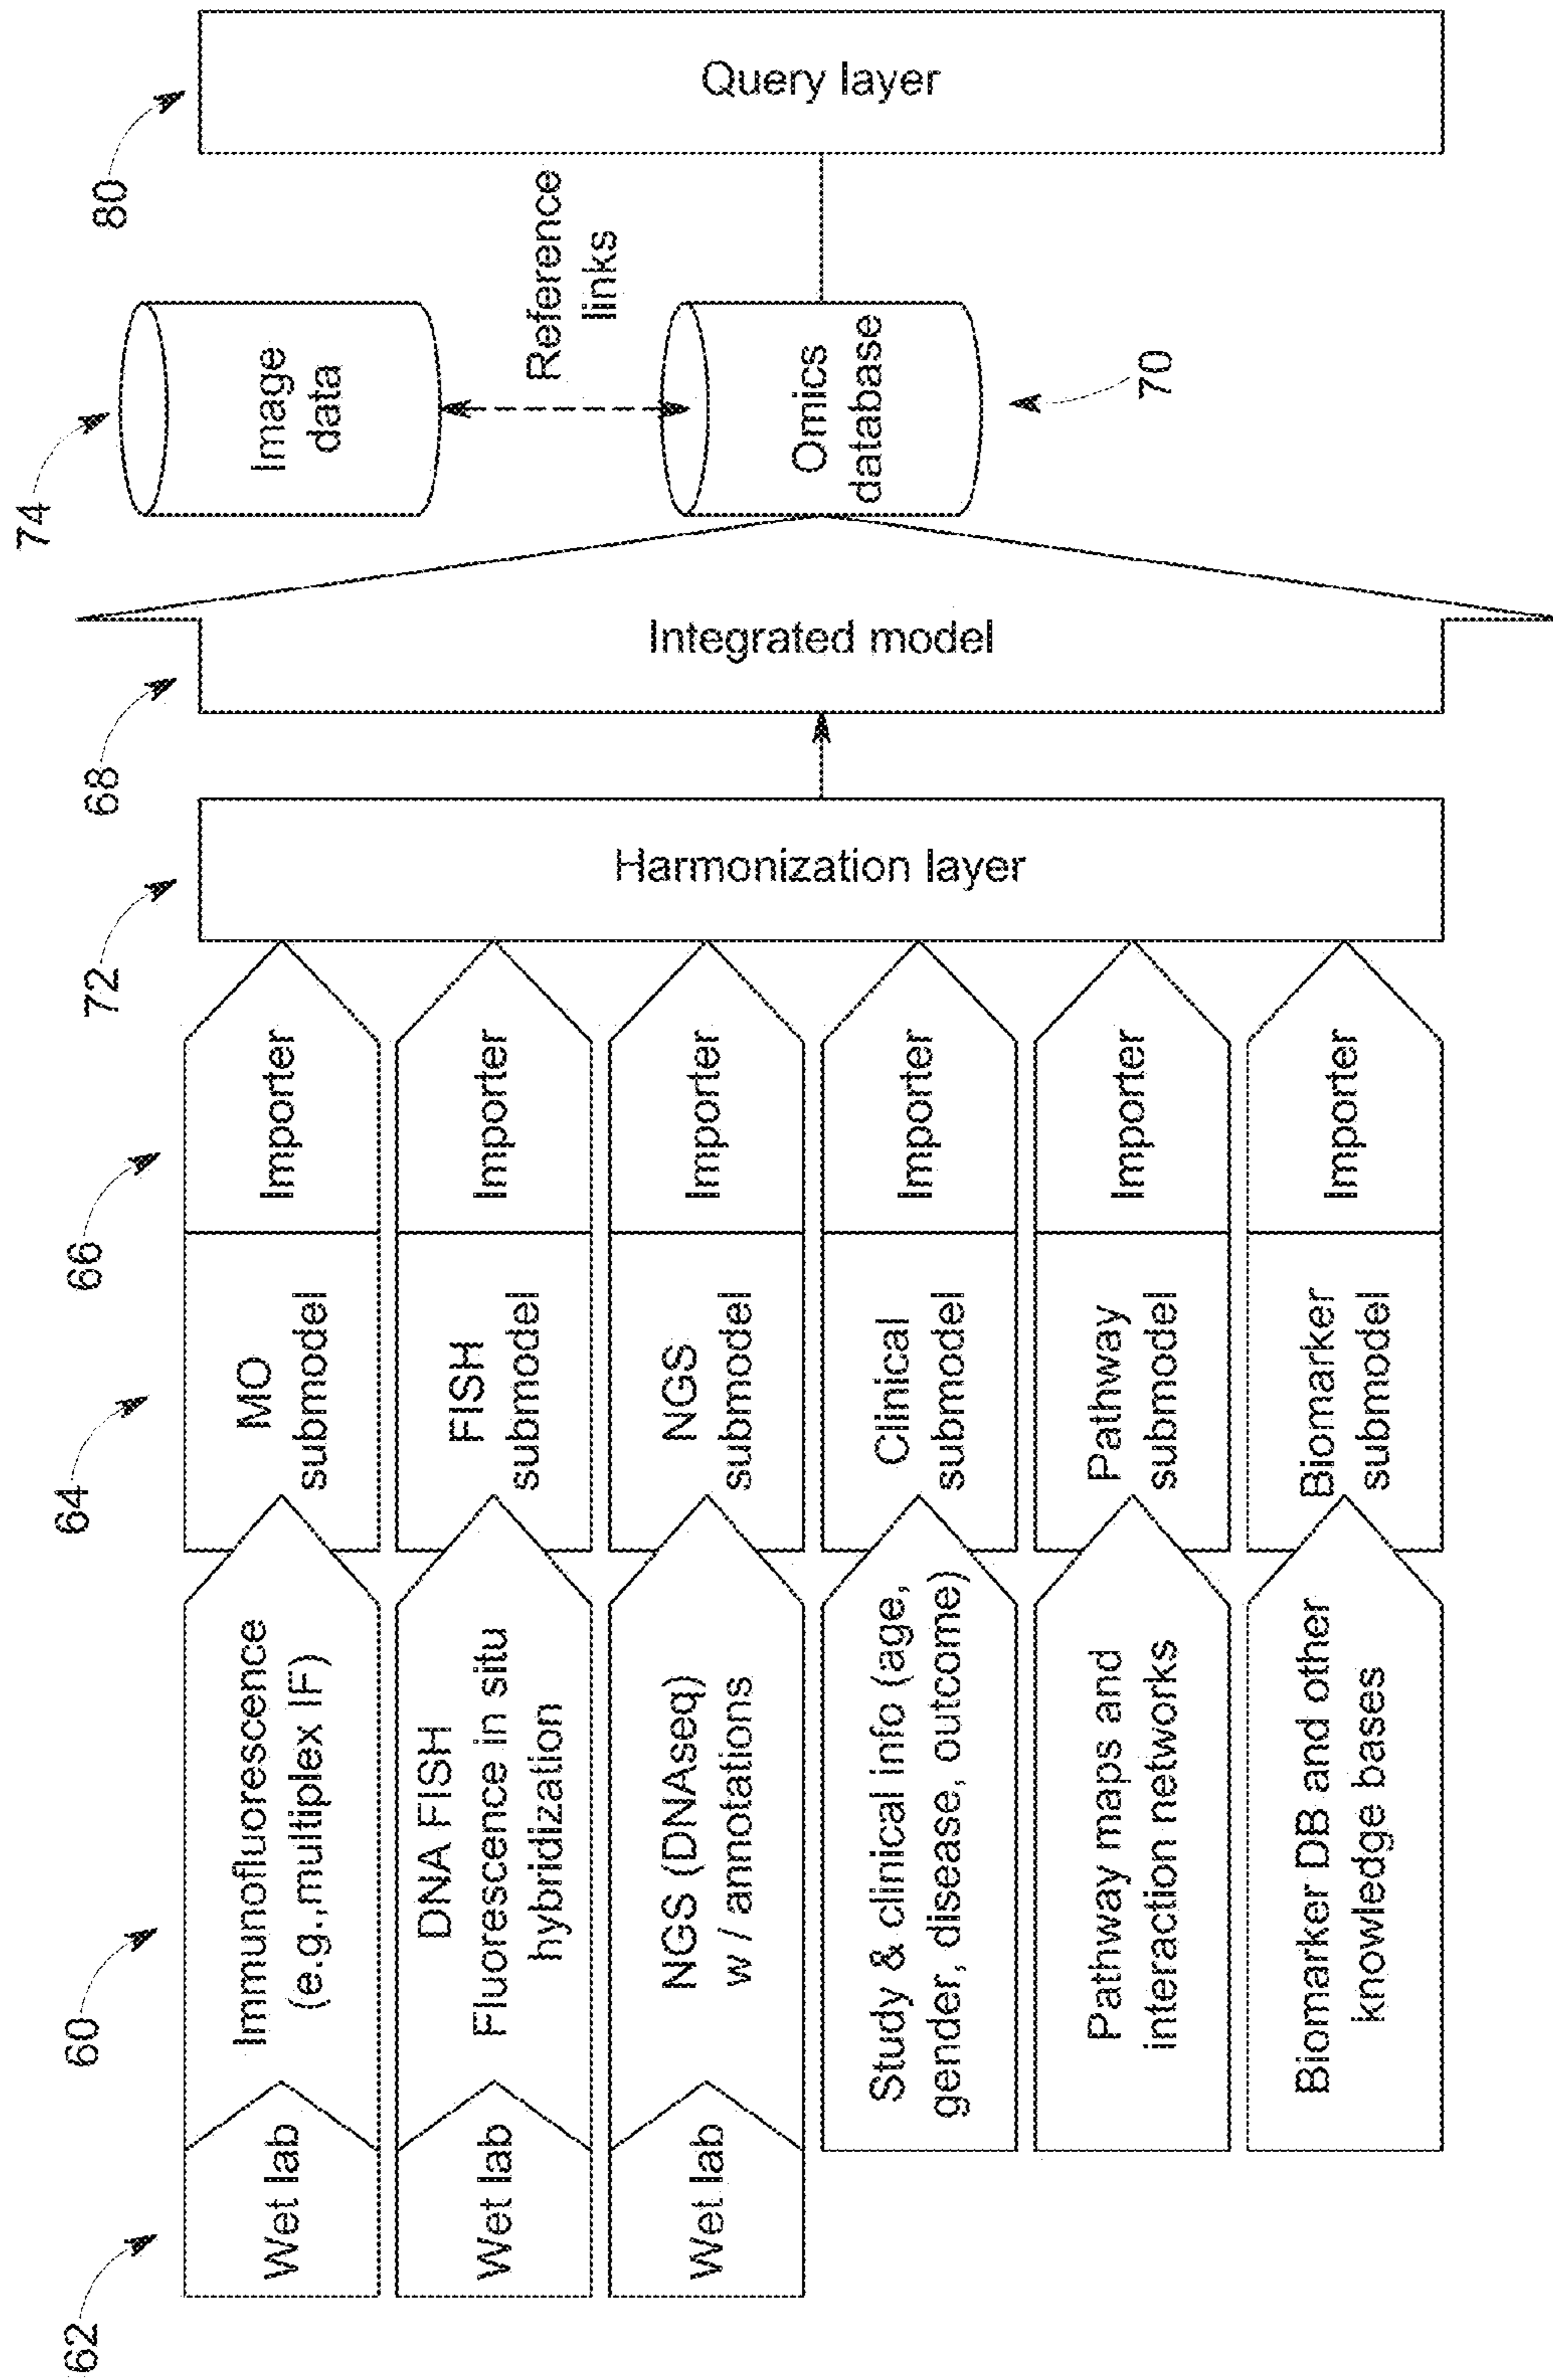 62
60
64
66
72
68
74
80
Wet lab
Immunofluorescence
(e.g.,multiplex IF)
MO
submodel
Importer
Wet lab
DNA FISH
Fluorescence in situ
hybridization
FISH
submodel
Importer
Wet lab
NGS (DNAseq)
w / annotations
NGS
submodel
Importer
Study & clinical info (age,
gender, disease, outcome)
Clinical
submodel
Importer
Pathway maps and
interaction networks
Pathway
submodel
Importer
Biomarker DB and other
knowledge bases
Biomarker
submodel
Importer
Harmonization layer
Integrated model
Image
data
Reference
links
Omics
database
70
Query layer